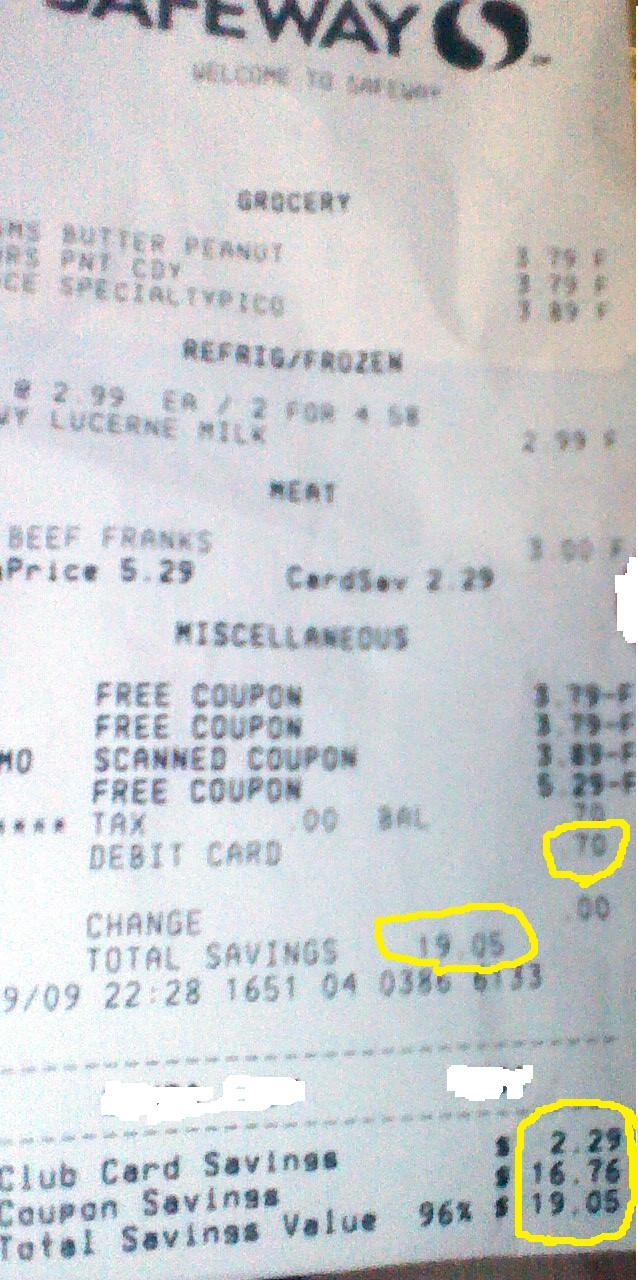 SAFEWAY
WELCOME TO SAFEWAY
GROCERY
MS BUTTER PEANUT 3.79 F
RS PNT CDY 3.79 F
CE SPECIALTYPICO 3.89 F
REFRIG/FROZEN
@ 2.99 EA / 2 FOR 4.58
WY LUCERNE MILK 2.99 F
MEAT
BEEF FRANKS 3.00 F
Price 5.29 CardSav 2.29
MISCELLANEOUS
FREE COUPON 3.79-F
FREE COUPON 3.79-F
MO SCANNED COUPON 3.89-F
FREE COUPON 5.29-F
**** TAX .00 BAL .70
DEBIT CARD .70
CHANGE .00
TOTAL SAVINGS 19.05
9/09 22:28 1651 04 0386 6133
Club Card Savings $ 2.29
Coupon Savings $ 16.76
Total Savings Value 96% $ 19.05